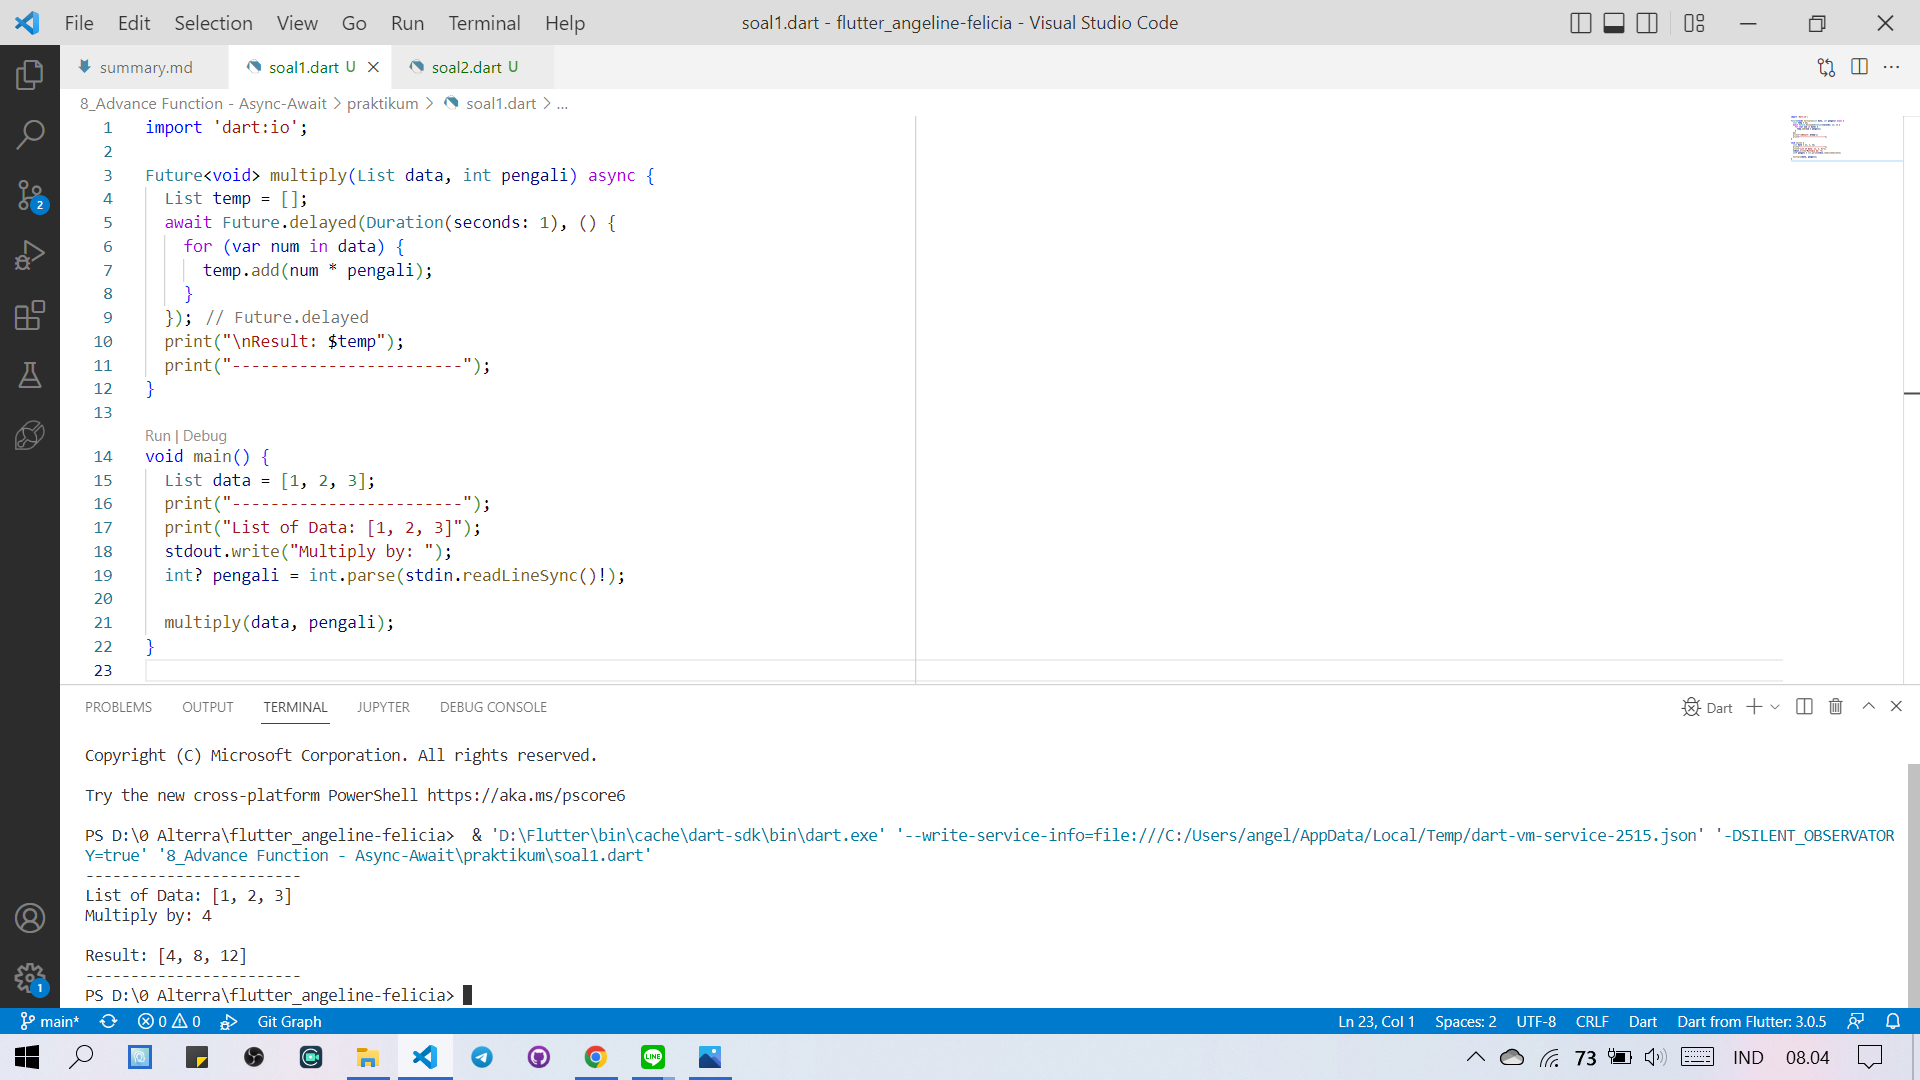 File Edit Selection View Go Run Terminal Help soal1.dart - flutter_angeline-felicia - Visual Studio Code
summary.md soal1.dart U soal2.dart U
8_Advance Function - Async-Await > praktikum > soal1.dart > ...
1 import 'dart:io';
2
3 Future<void> multiply(List data, int pengali) async {
4 List temp = [];
5 await Future.delayed(Duration(seconds: 1), () {
6 for (var num in data) {
7 temp.add(num * pengali);
8 }
9 }); // Future.delayed
10 print("\nResult: $temp");
11 print("------------------------");
12 }
13
Run | Debug
14 void main() {
15 List data = [1, 2, 3];
16 print("------------------------");
17 print("List of Data: [1, 2, 3]");
18 stdout.write("Multiply by: ");
19 int? pengali = int.parse(stdin.readLineSync()!);
20
21 multiply(data, pengali);
22 }
23
2
PROBLEMS OUTPUT TERMINAL JUPYTER DEBUG CONSOLE Dart
Copyright (C) Microsoft Corporation. All rights reserved.
Try the new cross-platform PowerShell https://aka.ms/pscore6
PS D:\0 Alterra\flutter_angeline-felicia>  & 'D:\Flutter\bin\cache\dart-sdk\bin\dart.exe' '--write-service-info=file:///C:/Users/angel/AppData/Local/Temp/dart-vm-service-2515.json' '-DSILENT_OBSERVATOR
Y=true' '8_Advance Function - Async-Await\praktikum\soal1.dart'
------------------------
List of Data: [1, 2, 3]
Multiply by: 4
Result: [4, 8, 12]
------------------------
PS D:\0 Alterra\flutter_angeline-felicia>
1
main* 0 0 Git Graph Ln 23, Col 1 Spaces: 2 UTF-8 CRLF Dart Dart from Flutter: 3.0.5
LINE 73 IND 08.04